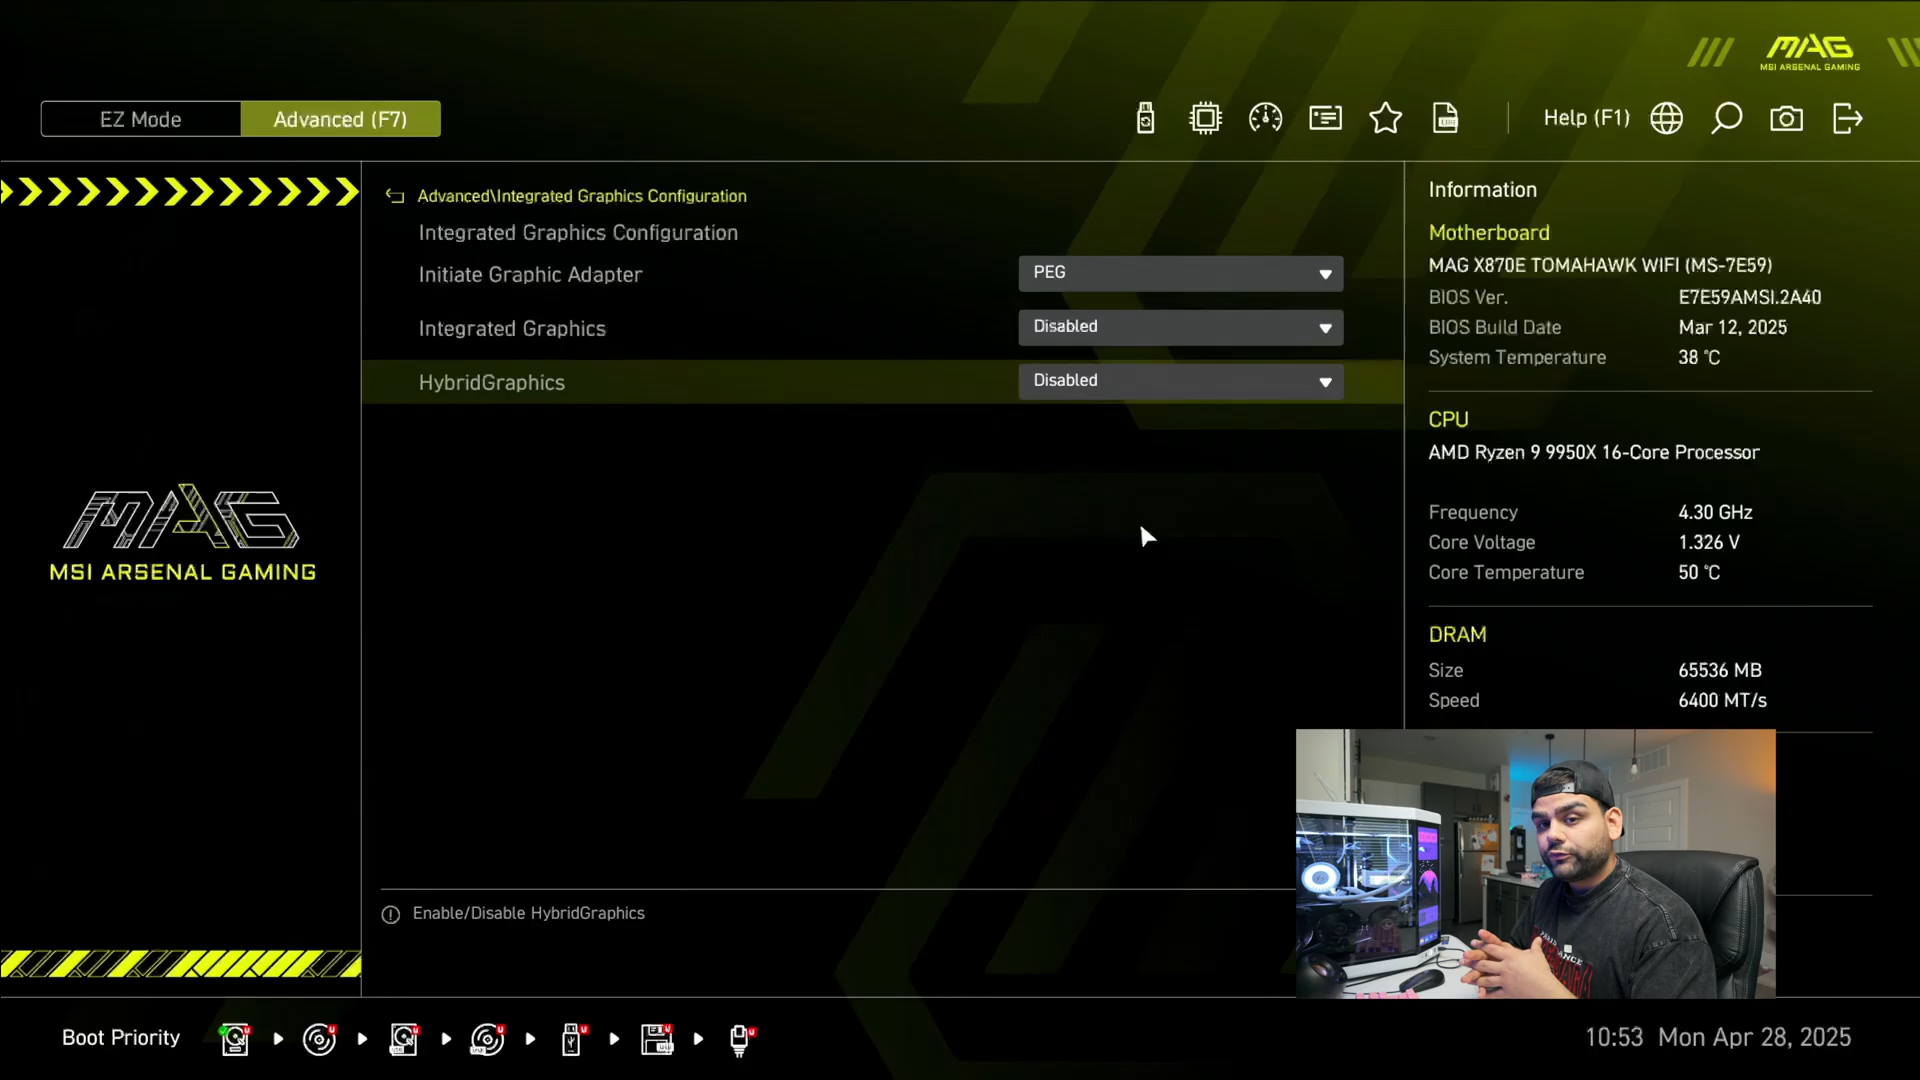 MAG
MSI ARSENAL GAMING
EZ Mode
Advanced (F7)
Help (F1)
Advanced\Integrated Graphics Configuration
Integrated Graphics Configuration
Initiate Graphic Adapter
PEG
Integrated Graphics
Disabled
HybridGraphics
Disabled
MAG
MSI ARSENAL GAMING
Enable/Disable HybridGraphics
Information
Motherboard
MAG X870E TOMAHAWK WIFI (MS-7E59)
BIOS Ver. E7E59AMSI.2A40
BIOS Build Date Mar 12, 2025
System Temperature 38 °C
CPU
AMD Ryzen 9 9950X 16-Core Processor
Frequency 4.30 GHz
Core Voltage 1.326 V
Core Temperature 50 °C
DRAM
Size 65536 MB
Speed 6400 MT/s
Boot Priority
10:53 Mon Apr 28, 2025